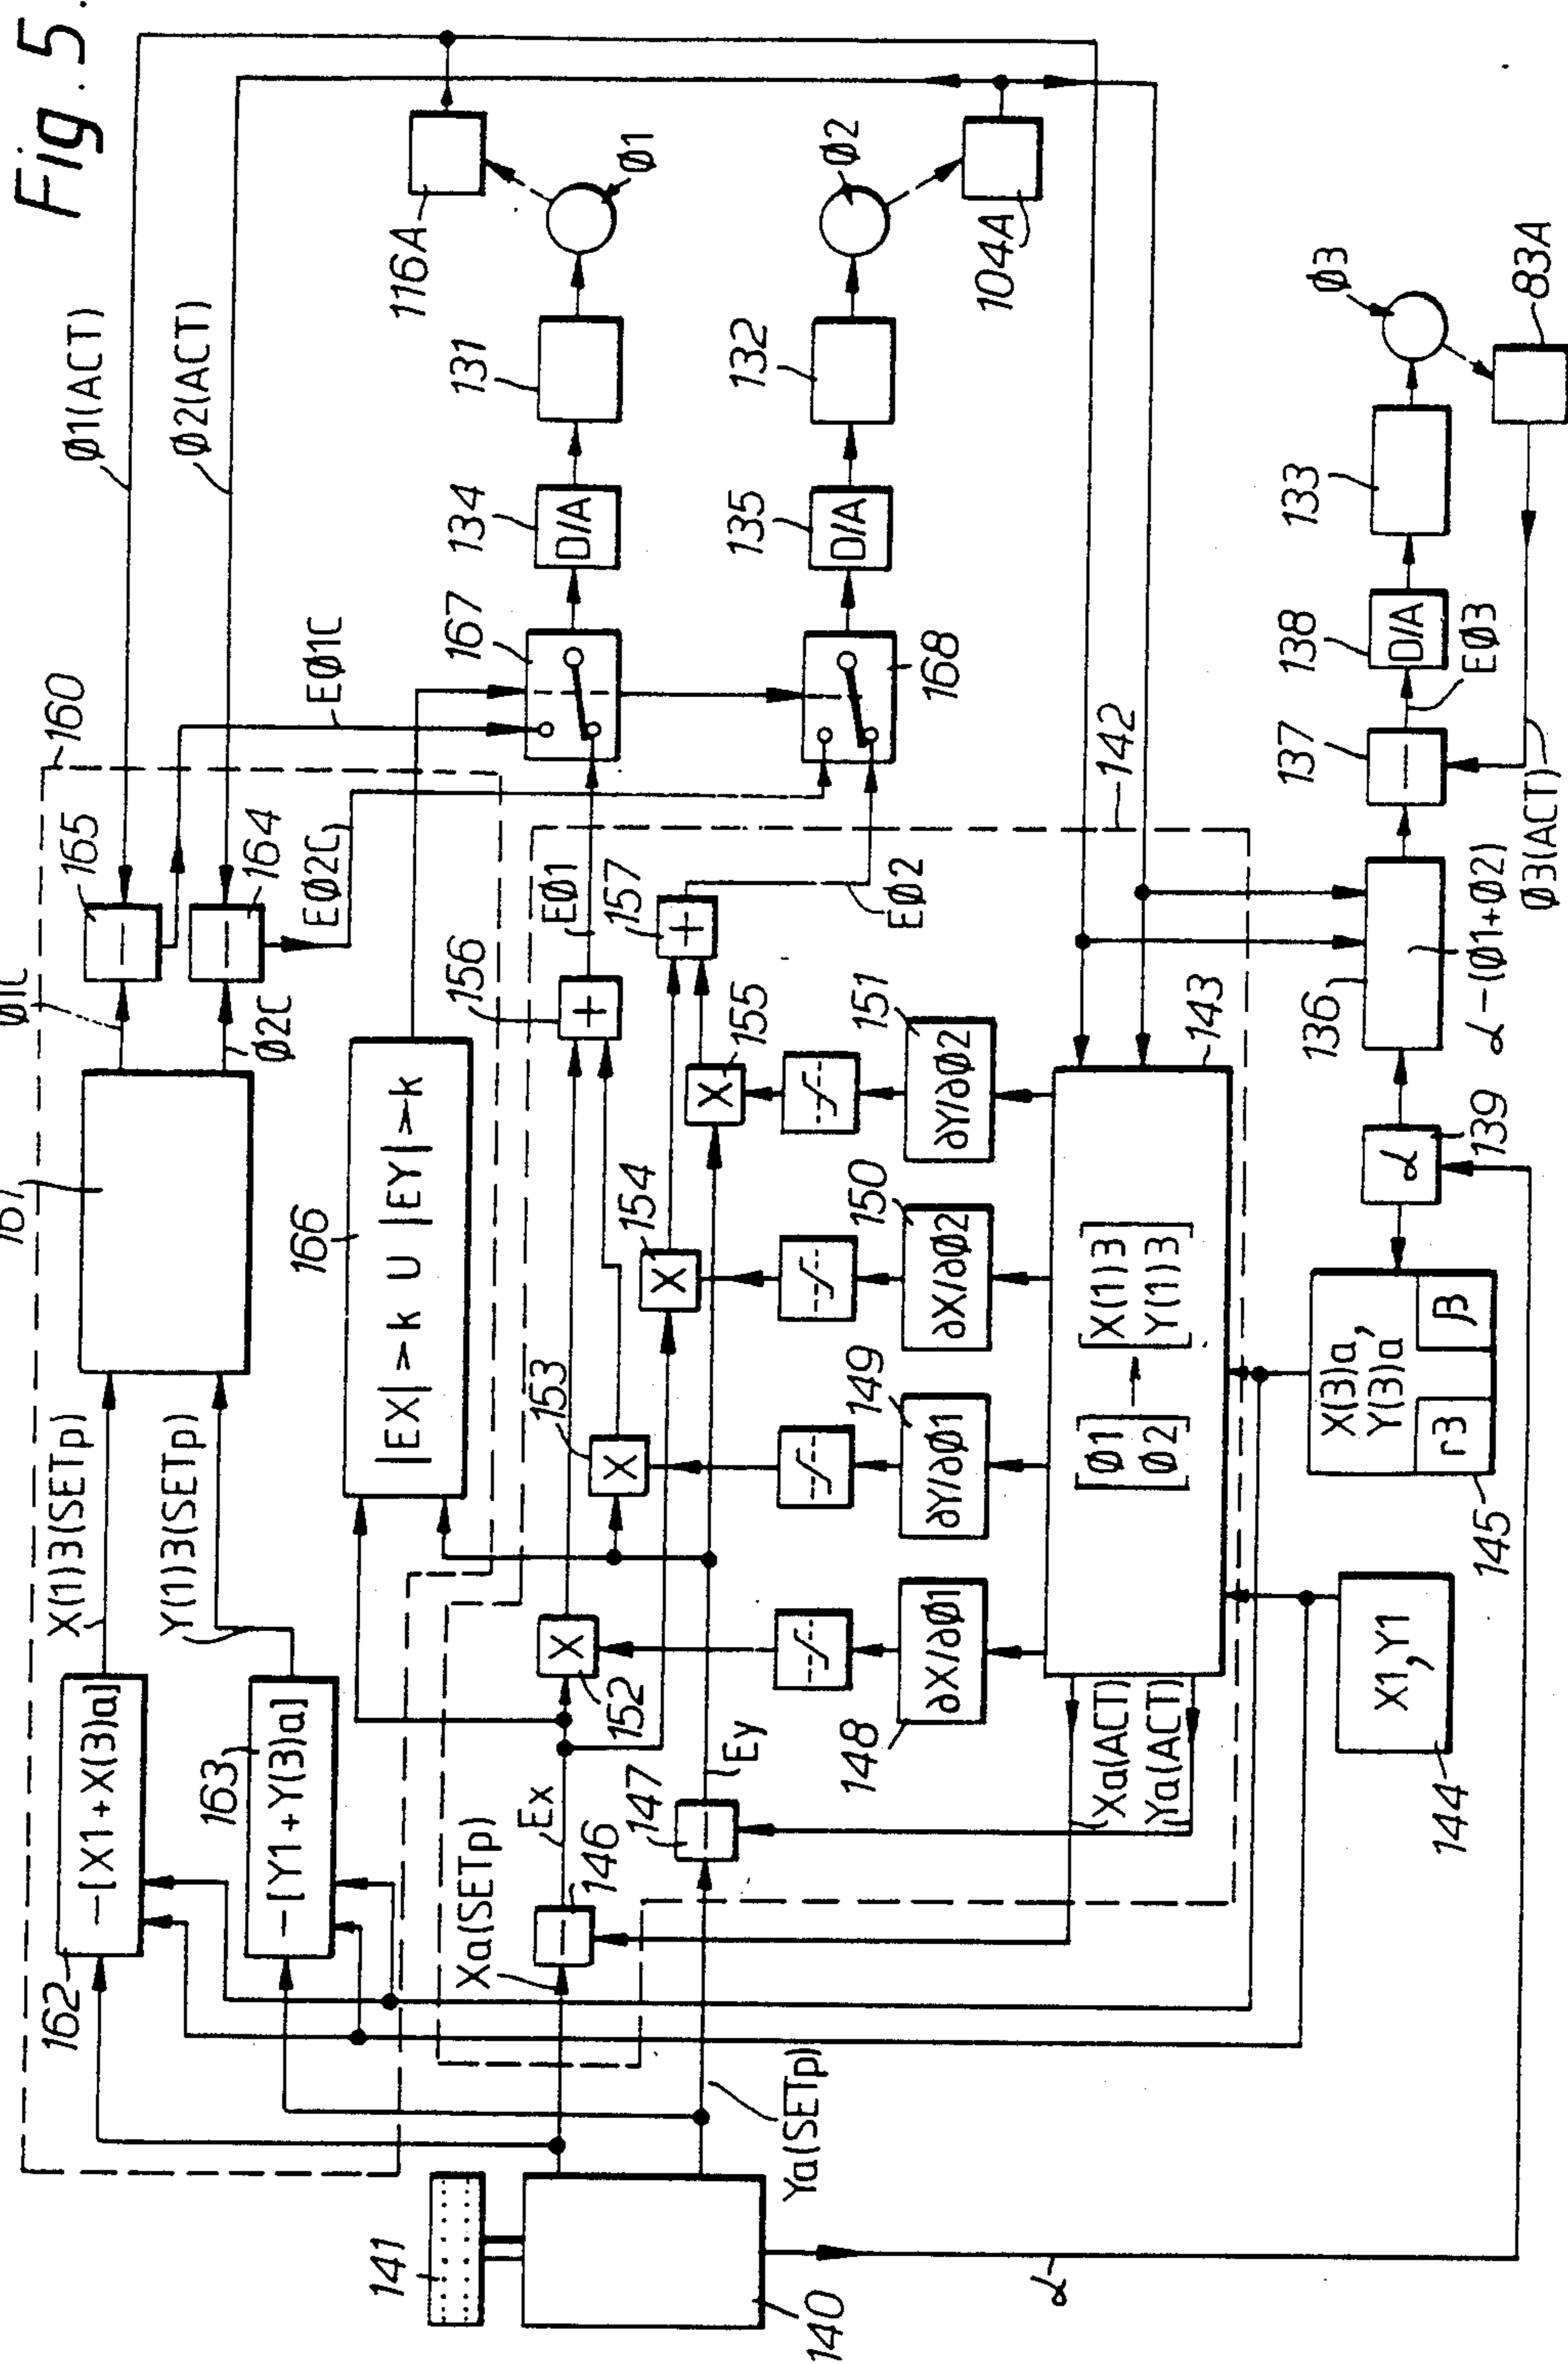 Fig. 5.
160
Ø1(ACT)
Ø2(ACT)
165
164
Ø2C
EØ2C
EØ1C
X(1)3(SETp)
Y(1)3(SETp)
162
-[X1+X(3)a]
163
-[Y1+Y(3)a]
166
|EX|>k U |EY|>k
167
168
134
D/A
131
116A
Ø1
135
D/A
132
Ø2
104A
156
+
EØ1
157
+
EØ2
153
X
154
X
155
X
152
X
141
140
Xa(SETp)
Ex
146
147
Ey
Ya(SETp)
148
∂X/∂Ø1
149
∂Y/∂Ø1
150
∂X/∂Ø2
151
∂Y/∂Ø2
142
143
[Ø1 Ø2] → [X(1)3 Y(1)3]
Xa(ACT)
Ya(ACT)
144
X1,Y1
145
X(3)a,
Y(3)a
r3
β
α
139
α
136
α-(Ø1+Ø2)
137
EØ3
138
D/A
133
Ø3
83A
Ø3(ACT)